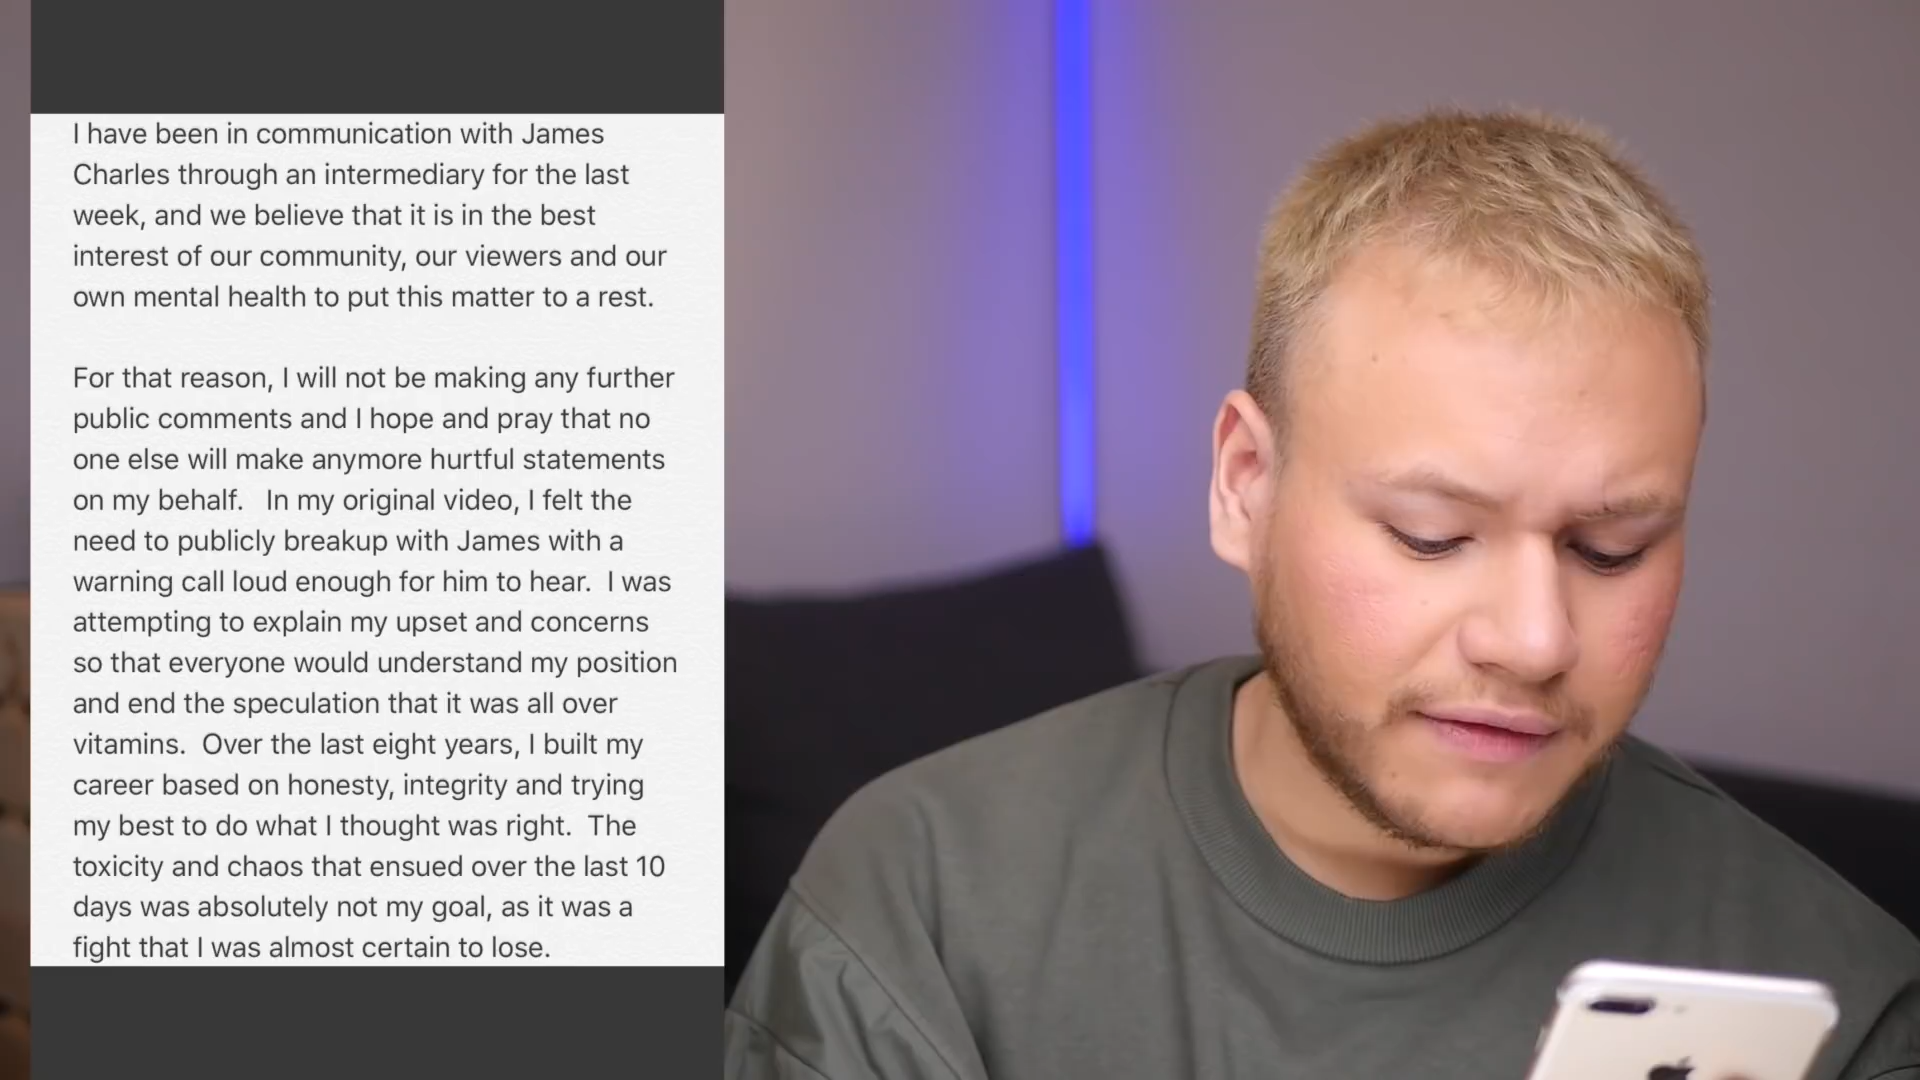 I have been in communication with James
Charles through an intermediary for the last
week, and we believe that it is in the best
interest of our community, our viewers and our
own mental health to put this matter to a rest.
For that reason, I will not be making any further
public comments and I hope and pray that no
one else will make anymore hurtful statements
on my behalf.   In my original video, I felt the
need to publicly breakup with James with a
warning call loud enough for him to hear.  I was
attempting to explain my upset and concerns
so that everyone would understand my position
and end the speculation that it was all over
vitamins.  Over the last eight years, I built my
career based on honesty, integrity and trying
my best to do what I thought was right.  The
toxicity and chaos that ensued over the last 10
days was absolutely not my goal, as it was a
fight that I was almost certain to lose.